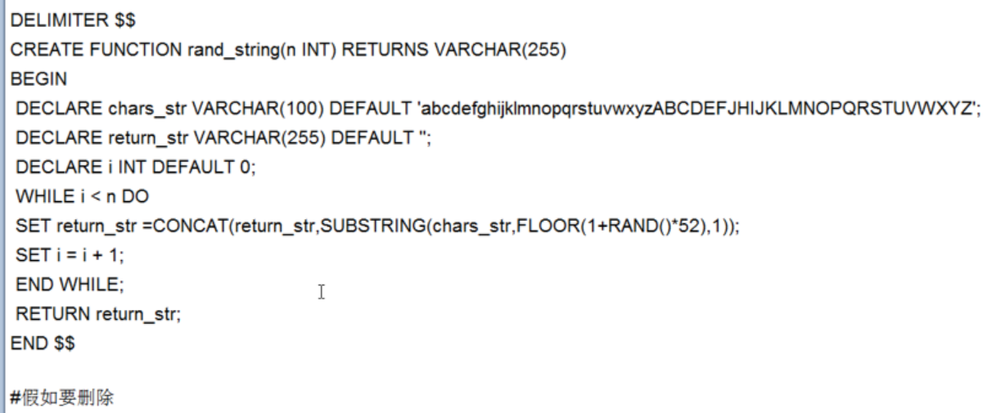 DELIMITER $$
CREATE FUNCTION rand_string(n INT) RETURNS VARCHAR(255)
BEGIN
DECLARE chars_str VARCHAR(100) DEFAULT 'abcdefghijklmnopqrstuvwxyzABCDEFJHIJKLMNOPQRSTUVWXYZ';
DECLARE return_str VARCHAR(255) DEFAULT '';
DECLARE i INT DEFAULT 0;
WHILE i < n DO
SET return_str =CONCAT(return_str,SUBSTRING(chars_str,FLOOR(1+RAND()*52),1));
SET i = i + 1;
END WHILE;
RETURN return_str;
END $$
#假如要删除